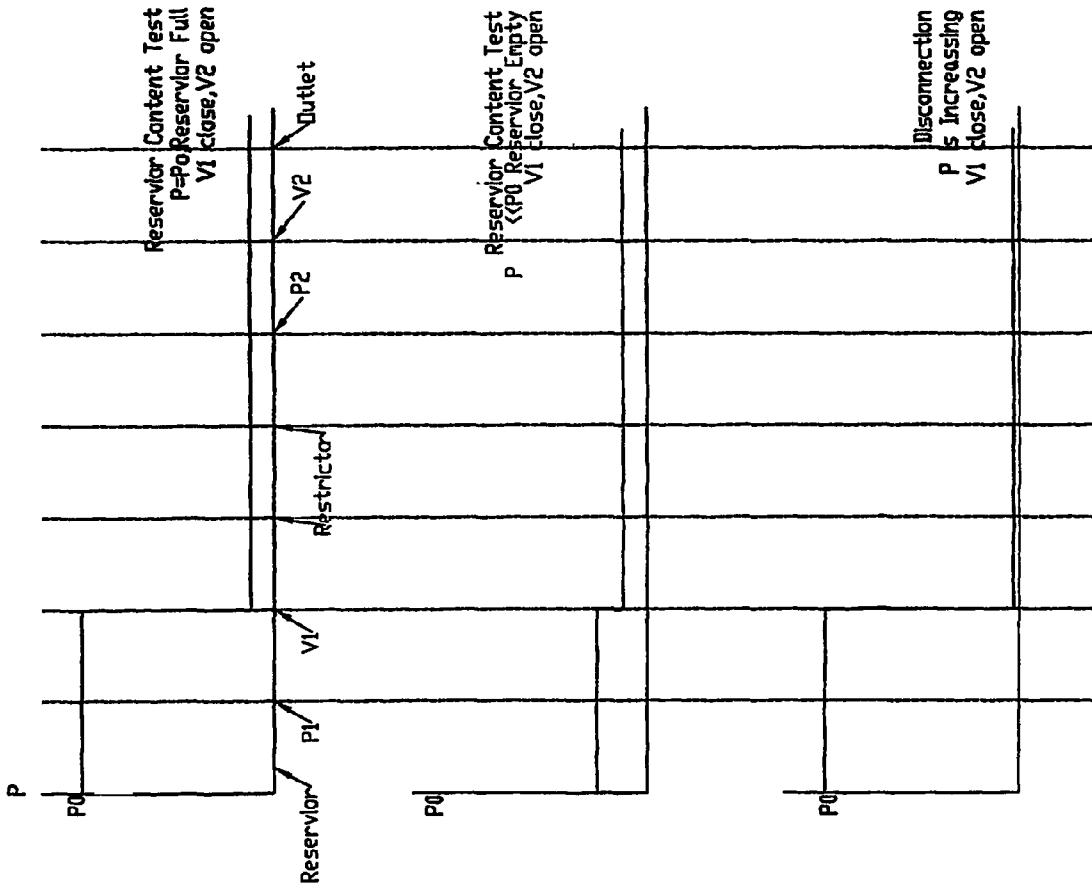 P
P0
Reservior Content Test
P=Po,Reservior Full
V1 close,V2 open
Reservior
P1
V1
Restrictor
P2
V2
Outlet
P0
Reservior Content Test
P <<P0 Reservior Empty
V1 close,V2 open
P0
Disconnection
P is Increassing
V1 close,V2 open